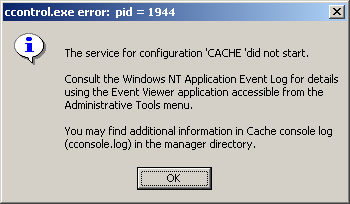 ccontrol.exe error: pid = 1944
The service for configuration 'CACHE 'did not start.
Consult the Windows NT Application Event Log for details
using the Event Viewer application accessible from the
Administrative Tools menu.
You may find additional information in Cache console log
(cconsole.log) in the manager directory.
OK